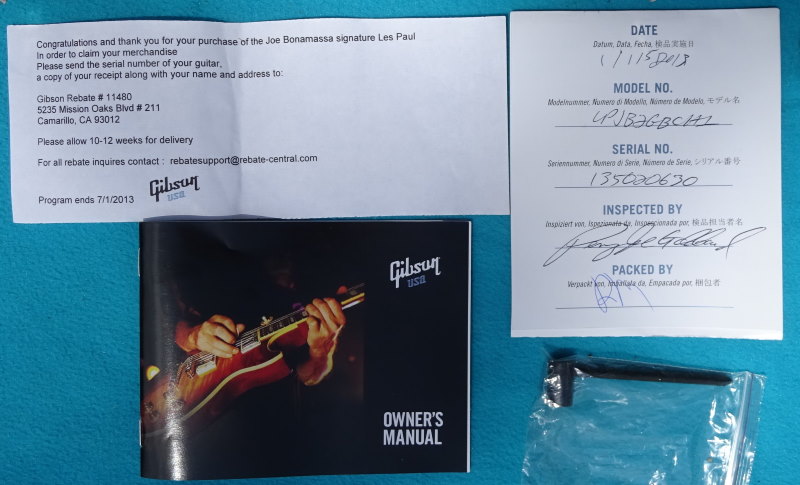 Congratulations and thank you for your purchase of the Joe Bonamassa signature Les Paul
In order to claim your merchandise
Please send the serial number of your guitar,
a copy of your receipt along with your name and address to:
Gibson Rebate # 11480
5235 Mission Oaks Blvd # 211
Camarillo, CA 93012
Please allow 10-12 weeks for delivery
For all rebate inquires contact : rebatesupport@rebate-central.com
Program ends 7/1/2013
Gibson
USA
DATE
Datum, Data, Fecha, 検品実施日
MODEL NO.
Modelnummer, Numero di Modello, Número de Modelo, モデル名
LPJB2GBCH1
SERIAL NO.
Seriennummer, Numero di Serie, Número de Serie, シリアル番号
135020630
INSPECTED BY
Inspiziert von, Ispezionato da, Inspeccionada por, 検品担当者名
PACKED BY
Verpackt von, Imballata da, Empacada por, 梱包者
Gibson
USA
OWNER'S
MANUAL